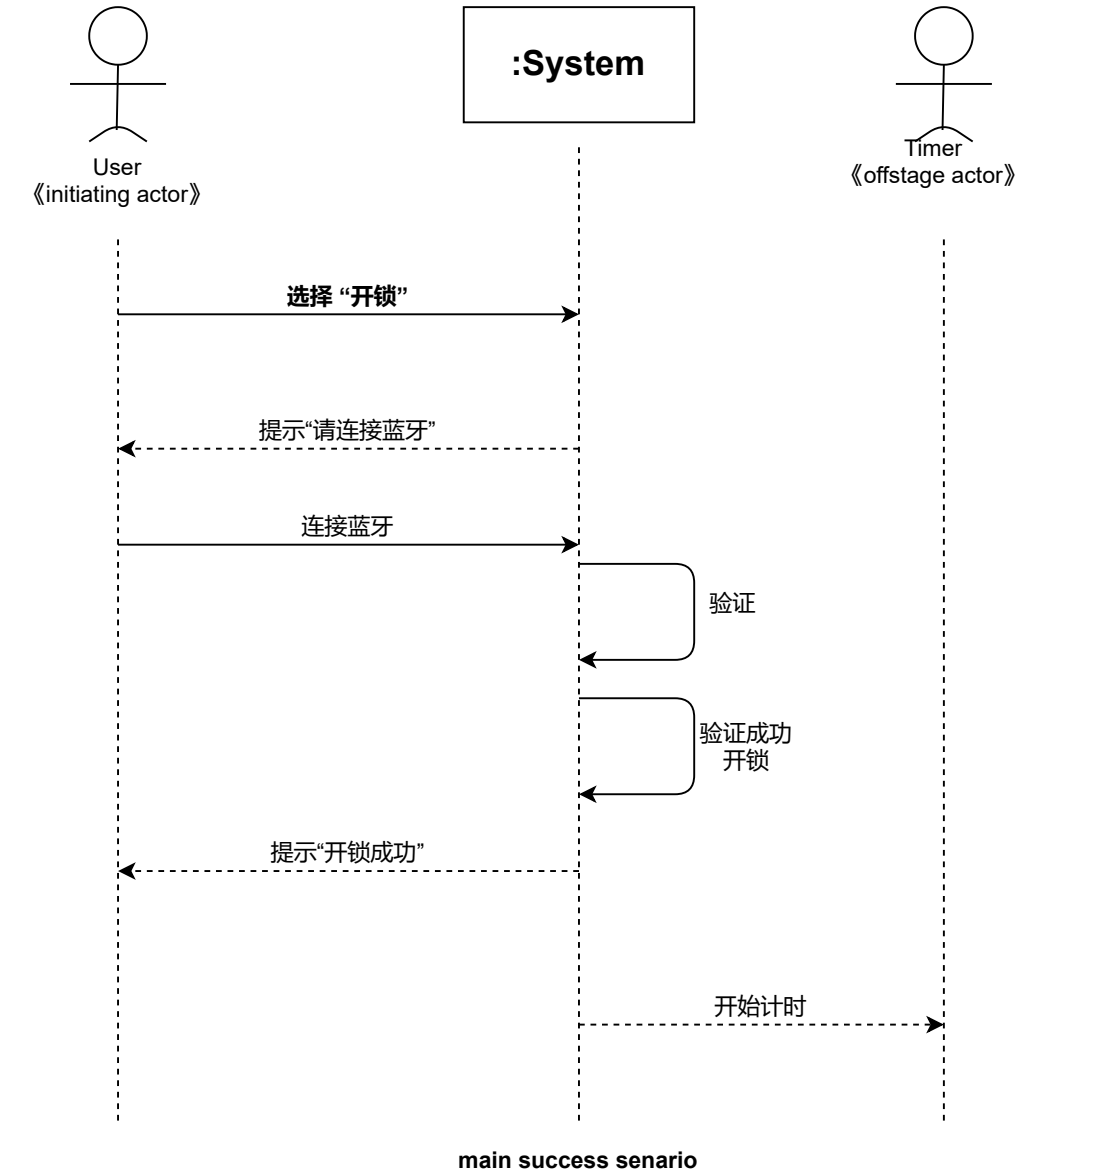 :System
User
《initiating actor》
Timer
《offstage actor》
选择 “开锁”
提示“请连接蓝牙”
连接蓝牙
验证
验证成功
开锁
提示“开锁成功”
开始计时
main success senario